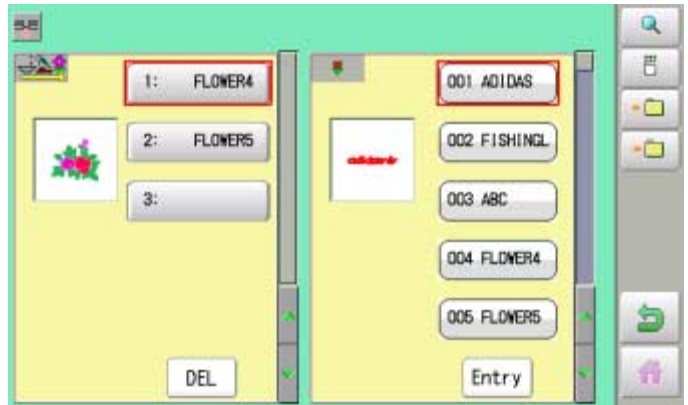 1: FLOWER4
2: FLOWER5
3:
DEL
001 ADIDAS
002 FISHINGL
003 ABC
004 FLOWER4
005 FLOWER5
Entry